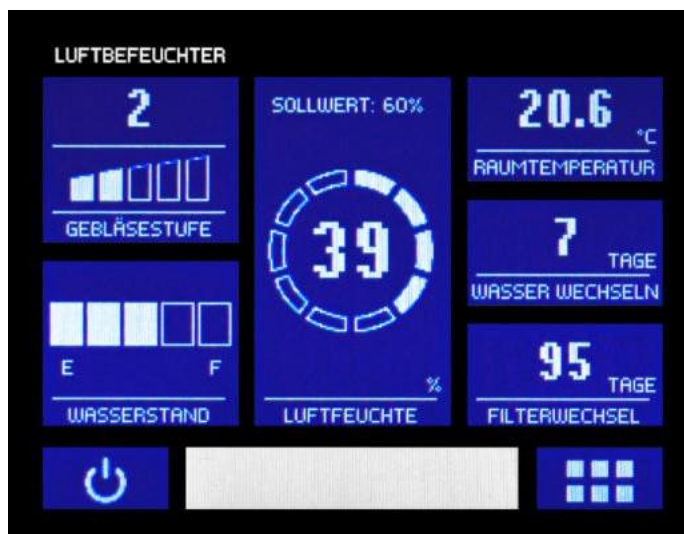 LUFTBEFEUCHTER
2
GEBLÄSESTUFE
E F
WASSERSTAND
SOLLWERT: 60%
39
%
LUFTFEUCHTE
20.6 °C
RAUMTEMPERATUR
7 TAGE
WASSER WECHSELN
95 TAGE
FILTERWECHSEL